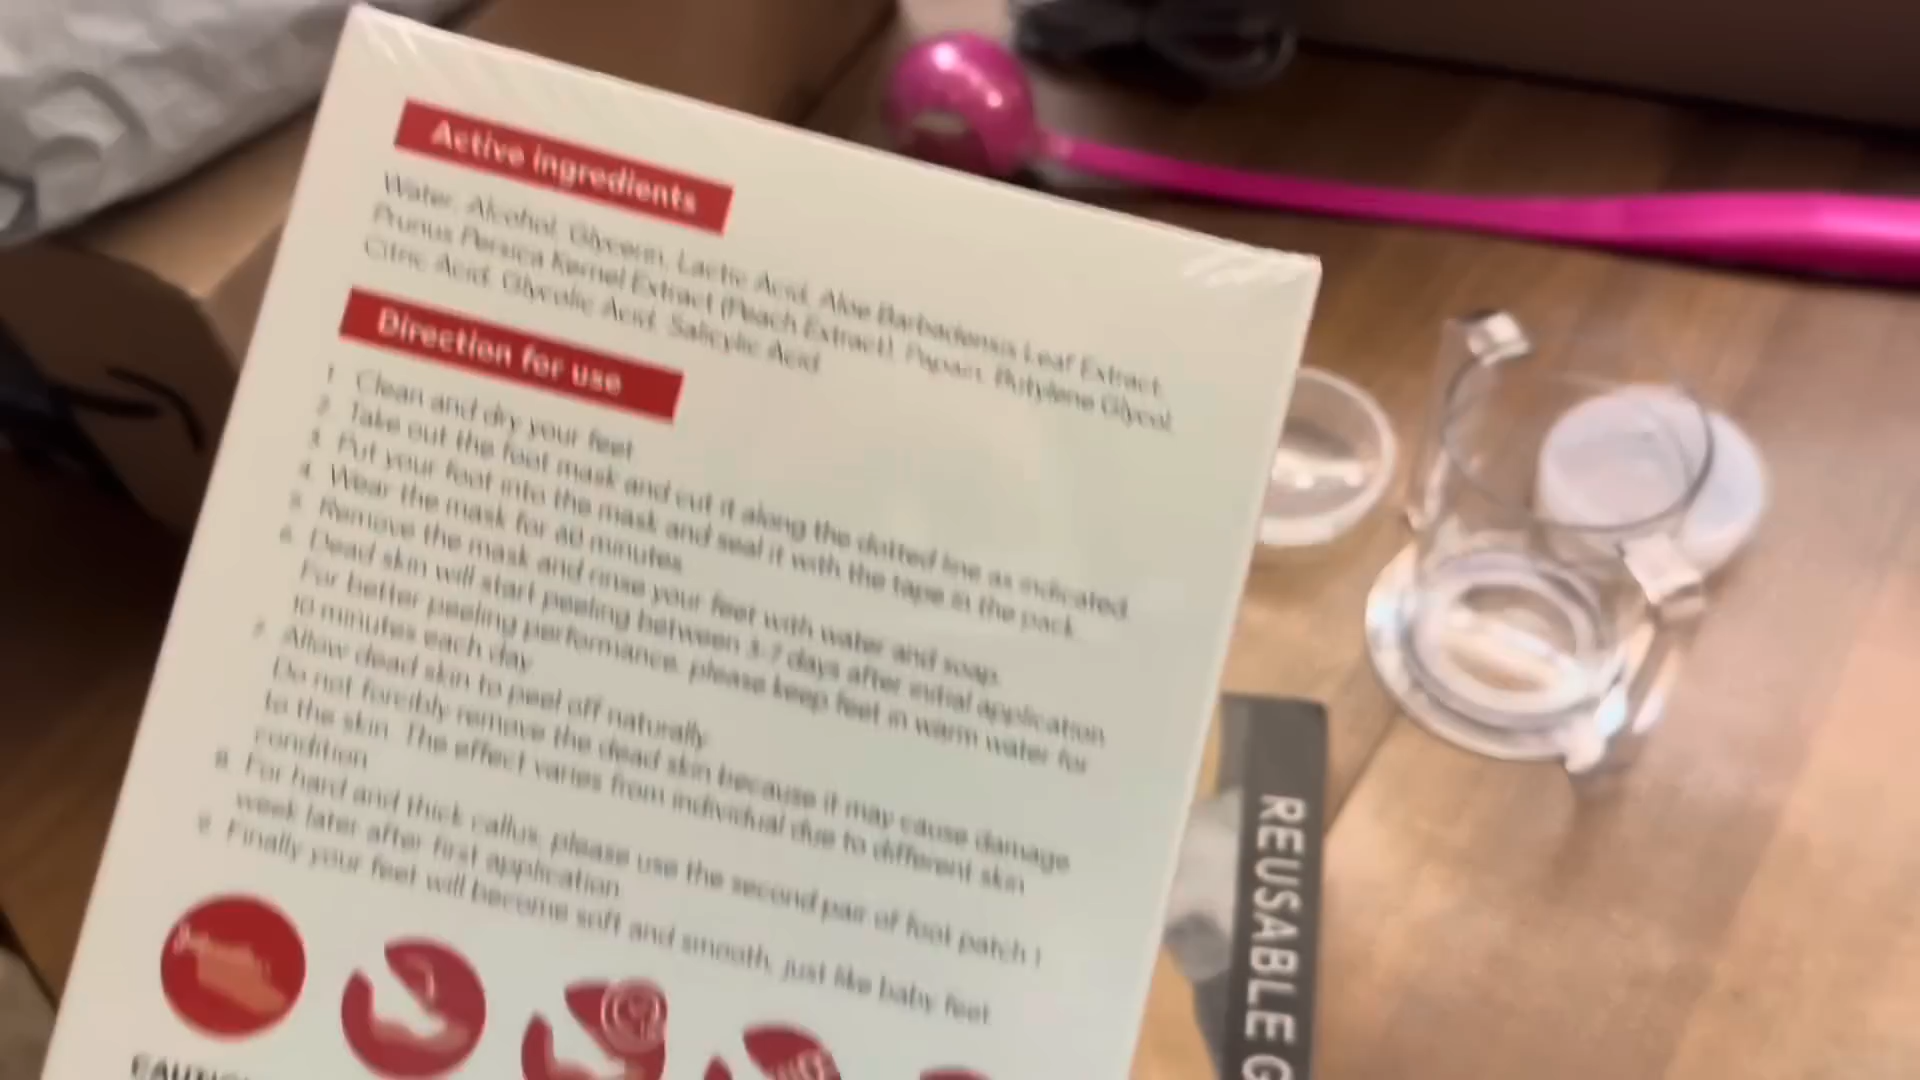 Active ingredients
Water, Alcohol, Glycerin, Lactic Acid, Aloe Barbadensis Leaf Extract,
Prunus Persica Kernel Extract (Peach Extract), Papain, Butylene Glycol,
Citric Acid, Glycolic Acid, Salicylic Acid
Direction for use
1. Clean and dry your feet
2. Take out the foot mask and cut it along the dotted line as indicated.
3. Put your foot into the mask and seal it with the tape in the pack.
4. Wear the mask for 60 minutes
5. Remove the mask and rinse your feet with water and soap.
6. Dead skin will start peeling between 3-7 days after initial application
For better peeling performance, please keep feet in warm water for
10 minutes each day
7. Allow dead skin to peel off naturally
Do not forcibly remove the dead skin because it may cause damage
to the skin. The effect varies from individual due to different skin
condition
8. For hard and thick callus, please use the second pair of foot patch 1
week later after first application
9. Finally your feet will become soft and smooth, just like baby feet
REUSABLE G